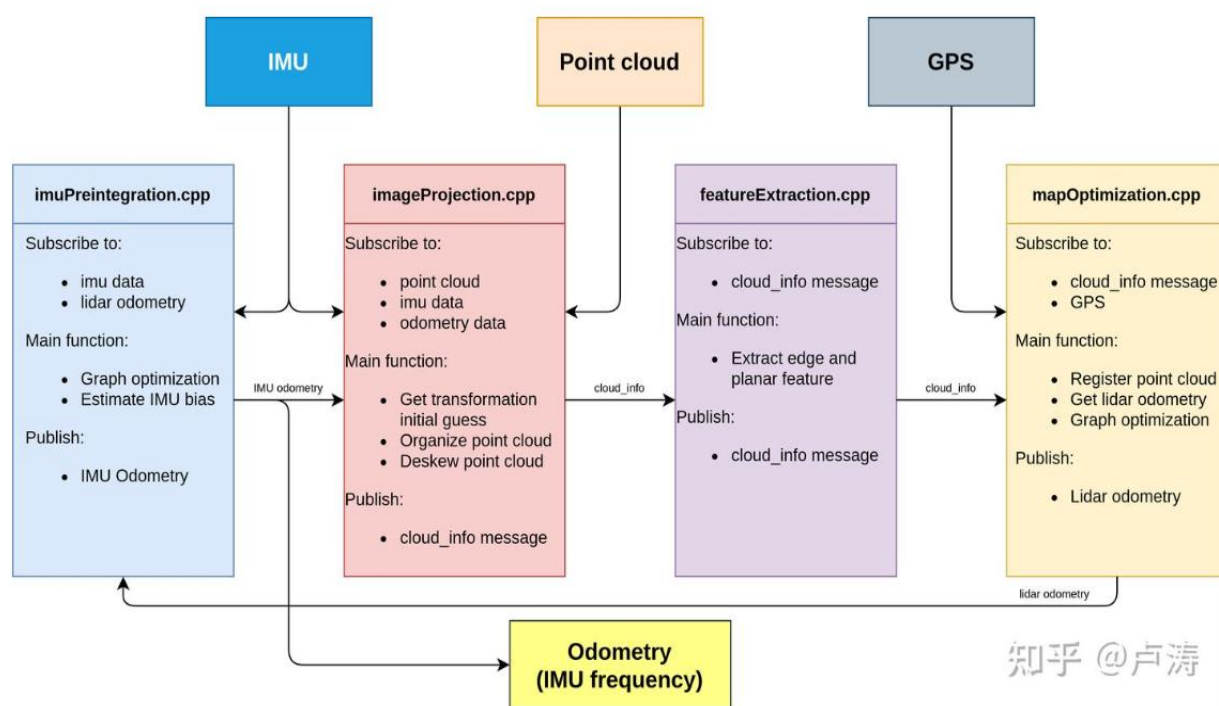 IMU
Point cloud
GPS
imuPreintegration.cpp
Subscribe to:
• imu data
• lidar odometry
Main function:
• Graph optimization
• Estimate IMU bias
Publish:
• IMU Odometry
IMU odometry
imageProjection.cpp
Subscribe to:
• point cloud
• imu data
• odometry data
Main function:
• Get transformation
initial guess
• Organize point cloud
• Deskew point cloud
Publish:
• cloud_info message
cloud_info
featureExtraction.cpp
Subscribe to:
• cloud_info message
Main function:
• Extract edge and
planar feature
Publish:
• cloud_info message
cloud_info
mapOptimization.cpp
Subscribe to:
• cloud_info message
• GPS
Main function:
• Register point cloud
• Get lidar odometry
• Graph optimization
Publish:
• Lidar odometry
lidar odometry
Odometry
(IMU frequency)
知乎 @卢涛